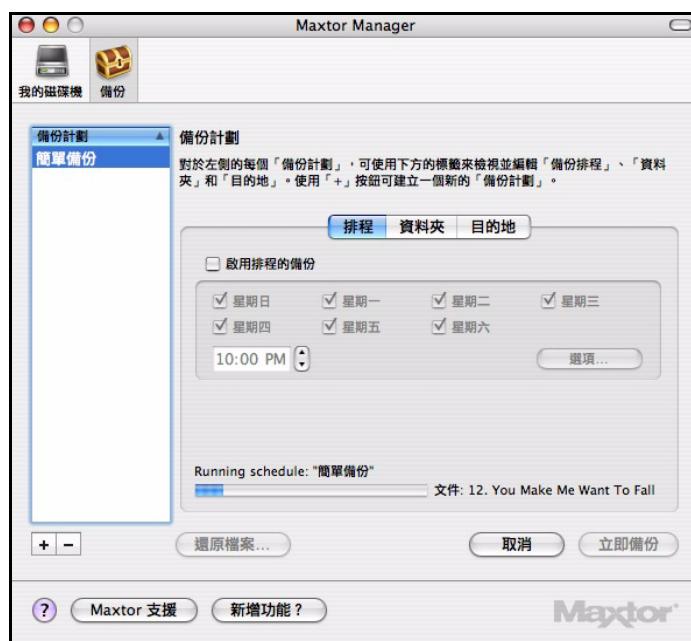 Maxtor Manager
我的磁碟機
備份
備份計劃
簡單備份
備份計劃
對於左側的每個「備份計劃」，可使用下方的標籤來檢視並編輯「備份排程」、「資料
夾」和「目的地」。使用「+」按鈕可建立一個新的「備份計劃」。
排程 資料夾 目的地
啟用排程的備份
星期日 星期一 星期二 星期三
星期四 星期五 星期六
10:00 PM 選項...
Running schedule: "簡單備份"
文件: 12. You Make Me Want To Fall
+ − 還原檔案... 取消 立即備份
? Maxtor 支援 新增功能？ Maxtor